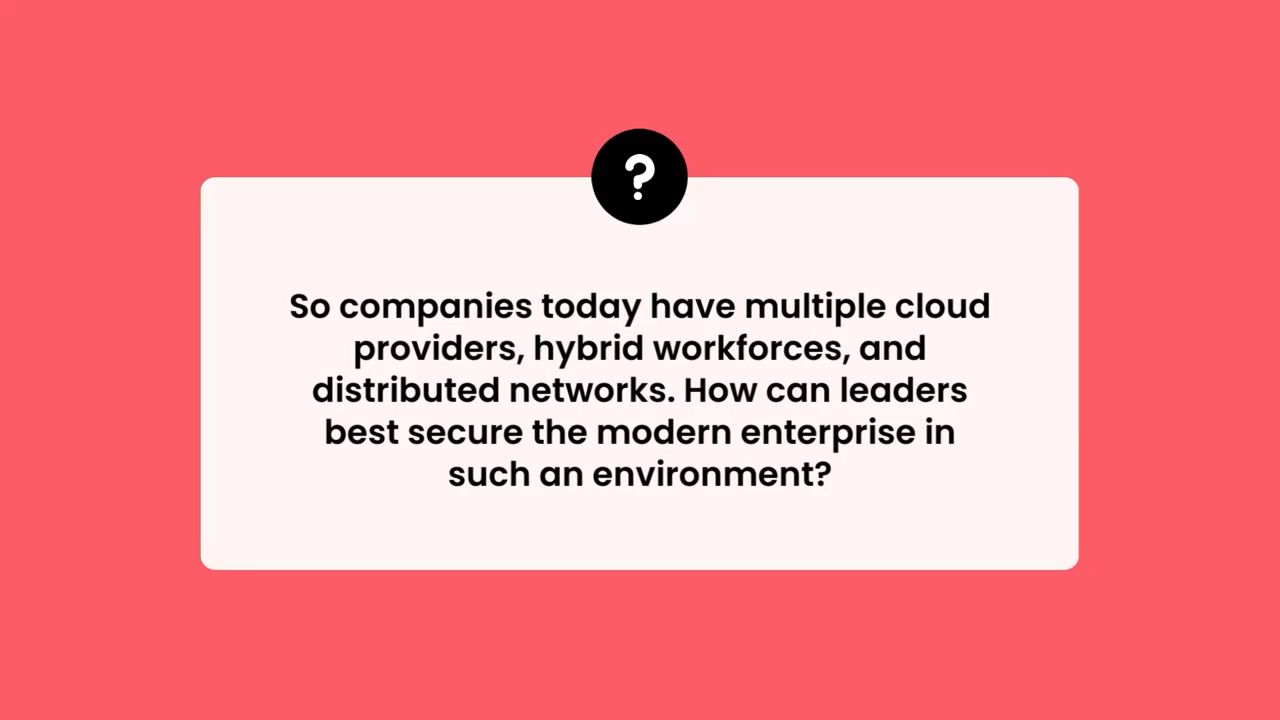 ?
So companies today have multiple cloud
providers, hybrid workforces, and
distributed networks. How can leaders
best secure the modern enterprise in
such an environment?